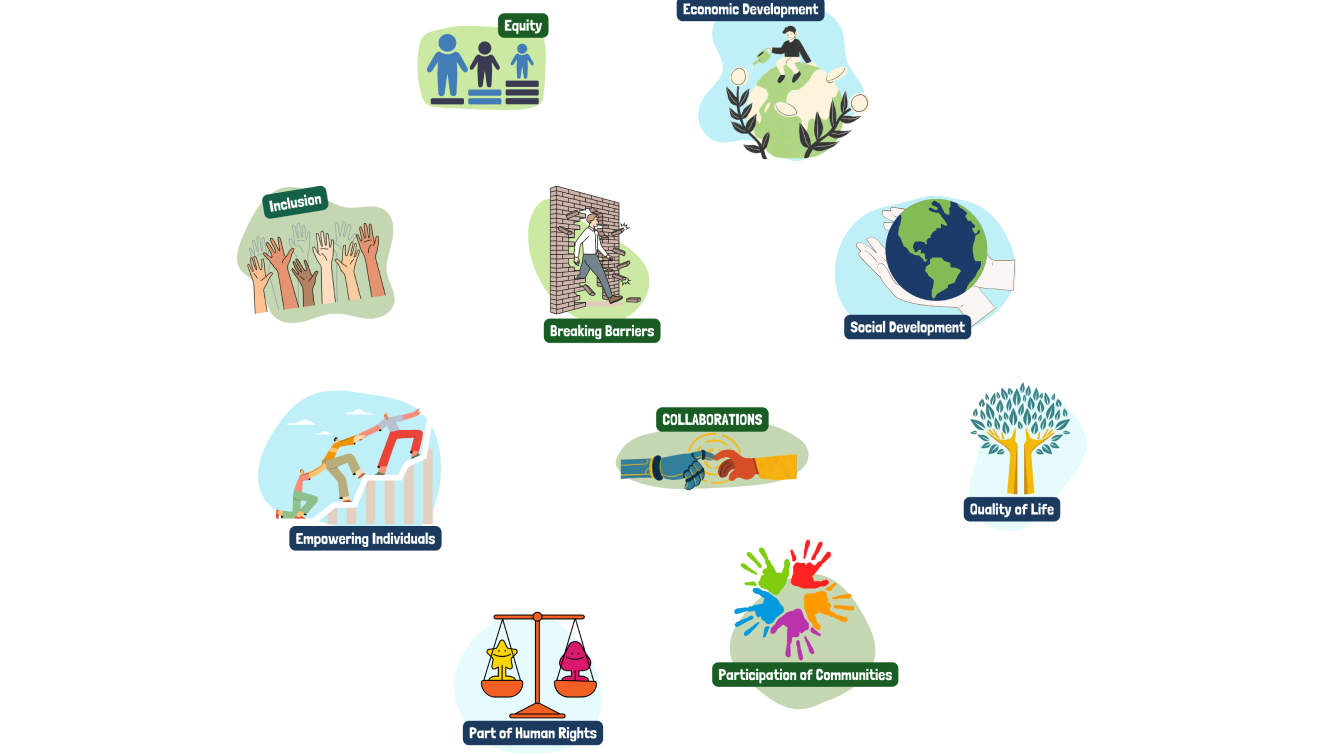 Economic Development
Equity
Inclusion
Breaking Barriers
Social Development
COLLABORATIONS
Quality of Life
Empowering Individuals
Participation of Communities
Part of Human Rights